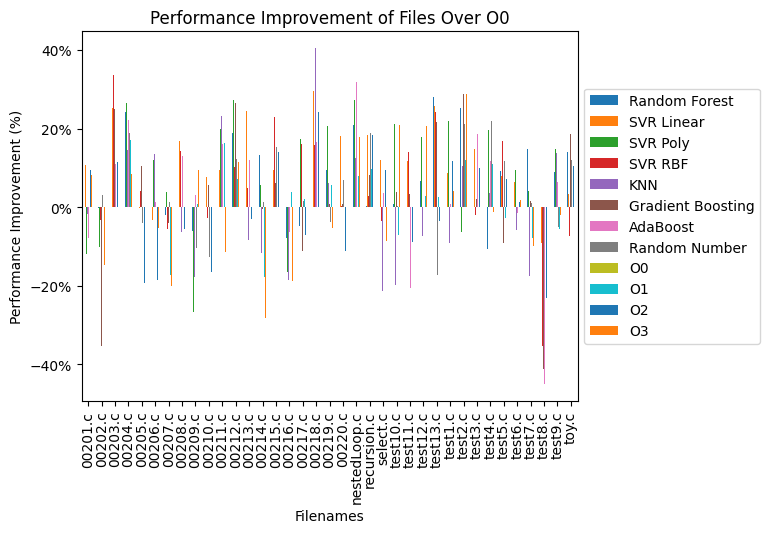 Performance Improvement of Files Over O0
Performance Improvement (%)
40%
20%
0%
−20%
−40%
00201.c
00202.c
00203.c
00204.c
00205.c
00206.c
00207.c
00208.c
00209.c
00210.c
00211.c
00212.c
00213.c
00214.c
00215.c
00216.c
00217.c
00218.c
00219.c
00220.c
nestedLoop.c
recursion.c
select.c
test10.c
test11.c
test12.c
test13.c
test1.c
test2.c
test3.c
test4.c
test5.c
test6.c
test7.c
test8.c
test9.c
toy.c
Filenames
Random Forest
SVR Linear
SVR Poly
SVR RBF
KNN
Gradient Boosting
AdaBoost
Random Number
O0
O1
O2
O3